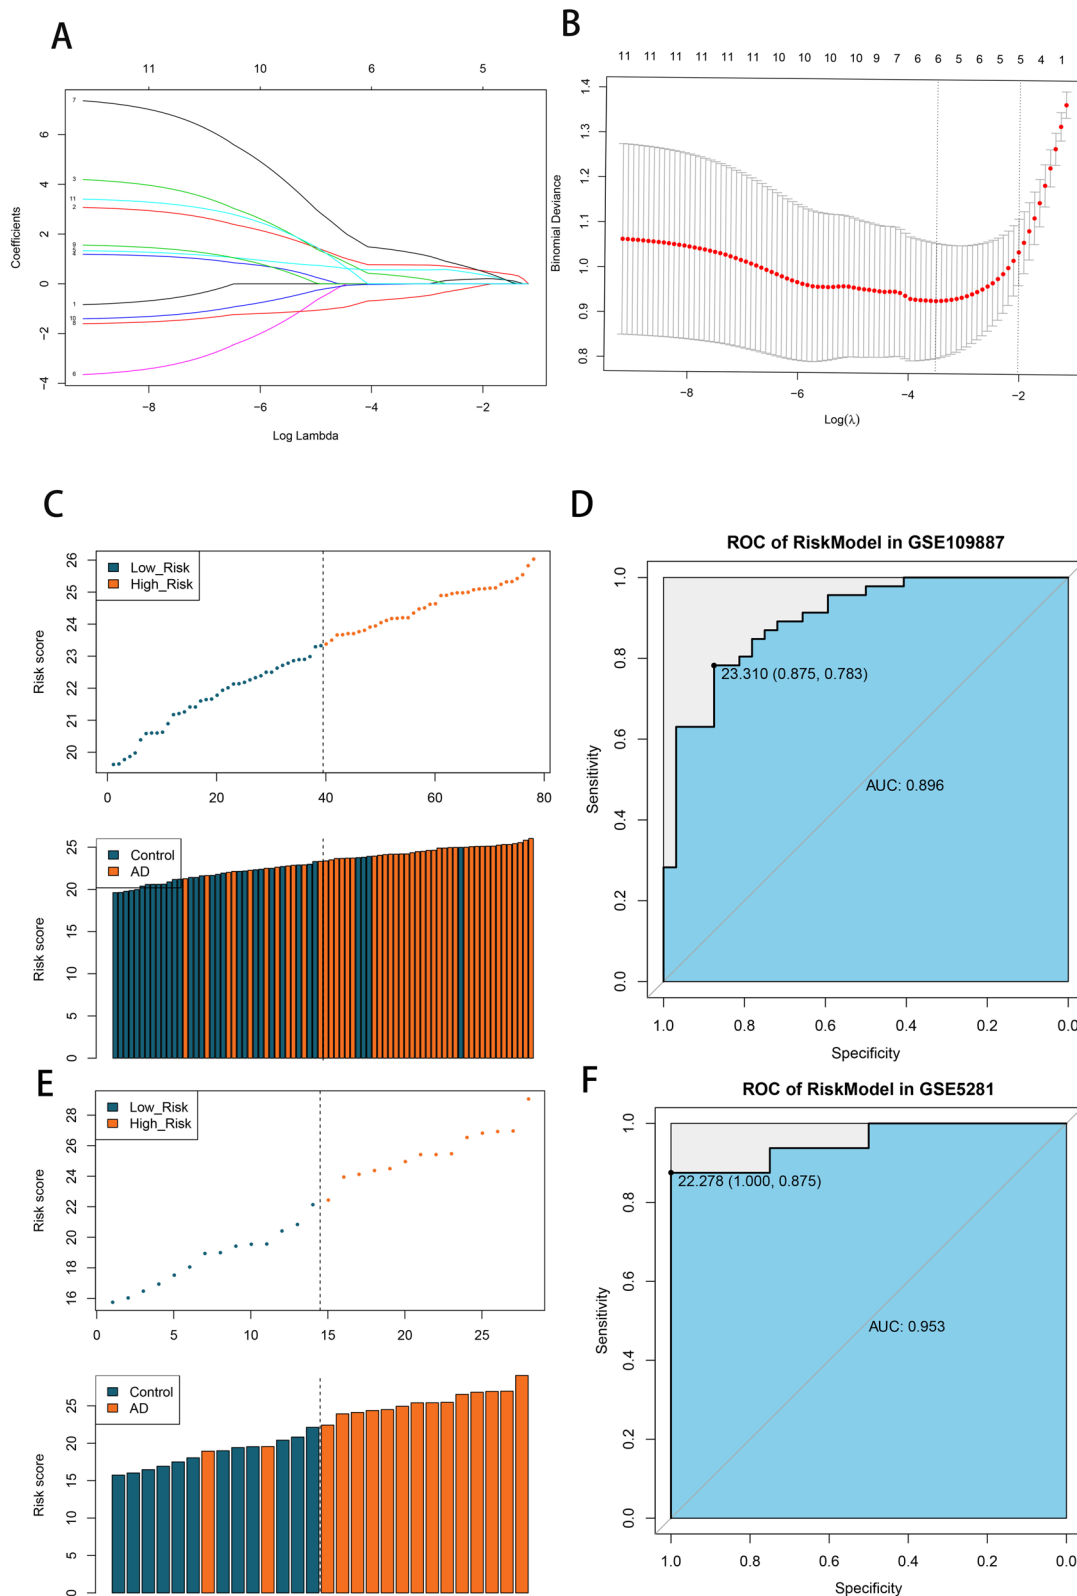 A
11 10 6 5
7
3
11
2
9
5
4
1
10
8
6
6
4
2
0
−2
−4
Coefficients
−8 −6 −4 −2
Log Lambda
B
11 11 11 11 11 11 10 10 9 7 6 6 5 6 5 5 4 1
1.4
1.3
1.2
1.1
1.0
0.9
0.8
Binomial Deviance
−8 −6 −4 −2
Log(λ)
C
Low_Risk
High_Risk
26
25
24
23
22
21
20
Risk score
0 20 40 60 80
Control
AD
25
20
15
10
5
0
Risk score
D
ROC of RiskModel in GSE109887
1.0
0.8
0.6
0.4
0.2
0.0
Sensitivity
23.310 (0.875, 0.783)
AUC: 0.896
1.0 0.8 0.6 0.4 0.2 0.0
Specificity
E
Low_Risk
High_Risk
28
26
24
22
20
18
16
Risk score
0 5 10 15 20 25
Control
AD
25
20
15
10
5
0
Risk score
F
ROC of RiskModel in GSE5281
1.0
0.8
0.6
0.4
0.2
0.0
Sensitivity
22.278 (1.000, 0.875)
AUC: 0.953
1.0 0.8 0.6 0.4 0.2 0.0
Specificity